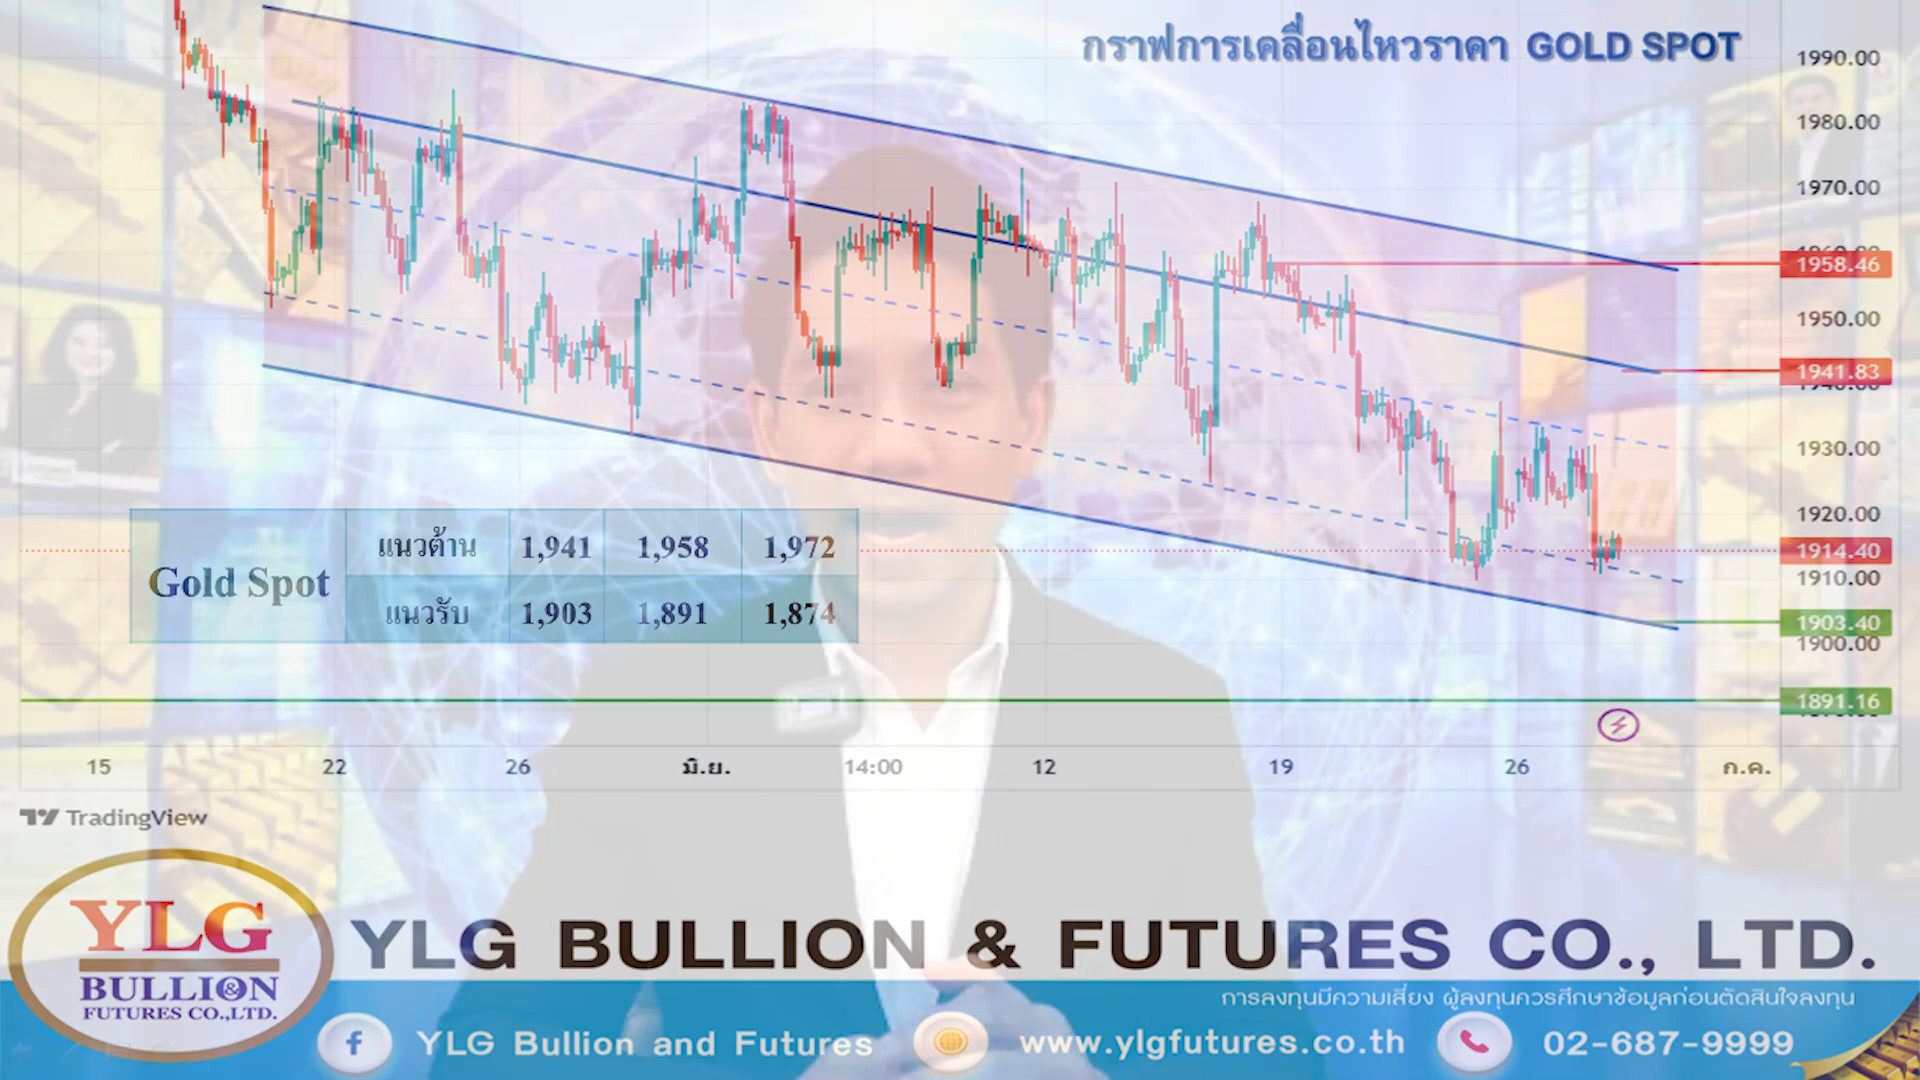 กราฟการเคลื่อนไหวราคา GOLD SPOT
1990.00
1980.00
1970.00
1958.46
1950.00
1941.83
1930.00
1920.00
1914.40
1910.00
1903.40
1900.00
1891.16
Gold Spot
แนวต้าน 1,941 1,958 1,972
แนวรับ 1,903 1,891 1,874
15 22 26 มิ.ย. 14:00 12 19 26 ก.ค.
TradingView
YLG
BULLION &
FUTURES CO.,LTD.
YLG BULLION & FUTURES CO., LTD.
การลงทุนมีความเสี่ยง ผู้ลงทุนควรศึกษาข้อมูลก่อนตัดสินใจลงทุน
YLG Bullion and Futures www.ylgfutures.co.th 02-687-9999